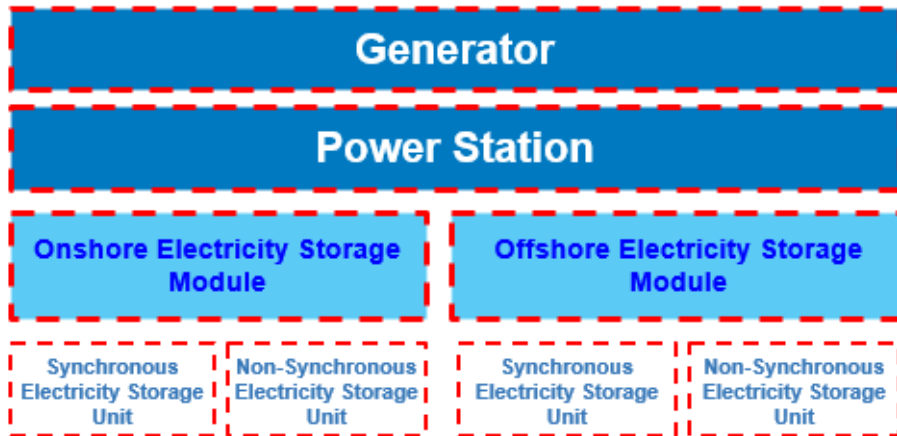 Generator
Power Station
Onshore Electricity Storage
Module
Offshore Electricity Storage
Module
Synchronous
Electricity Storage
Unit
Non-Synchronous
Electricity Storage
Unit
Synchronous
Electricity Storage
Unit
Non-Synchronous
Electricity Storage
Unit